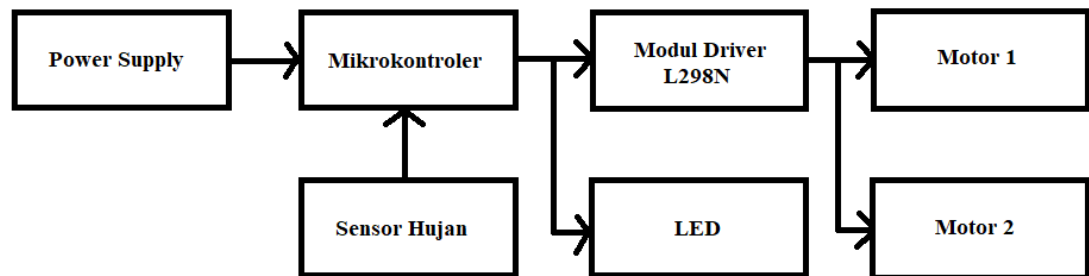 Power Supply
Mikrokontroler
Modul Driver
L298N
Motor 1
Sensor Hujan
LED
Motor 2